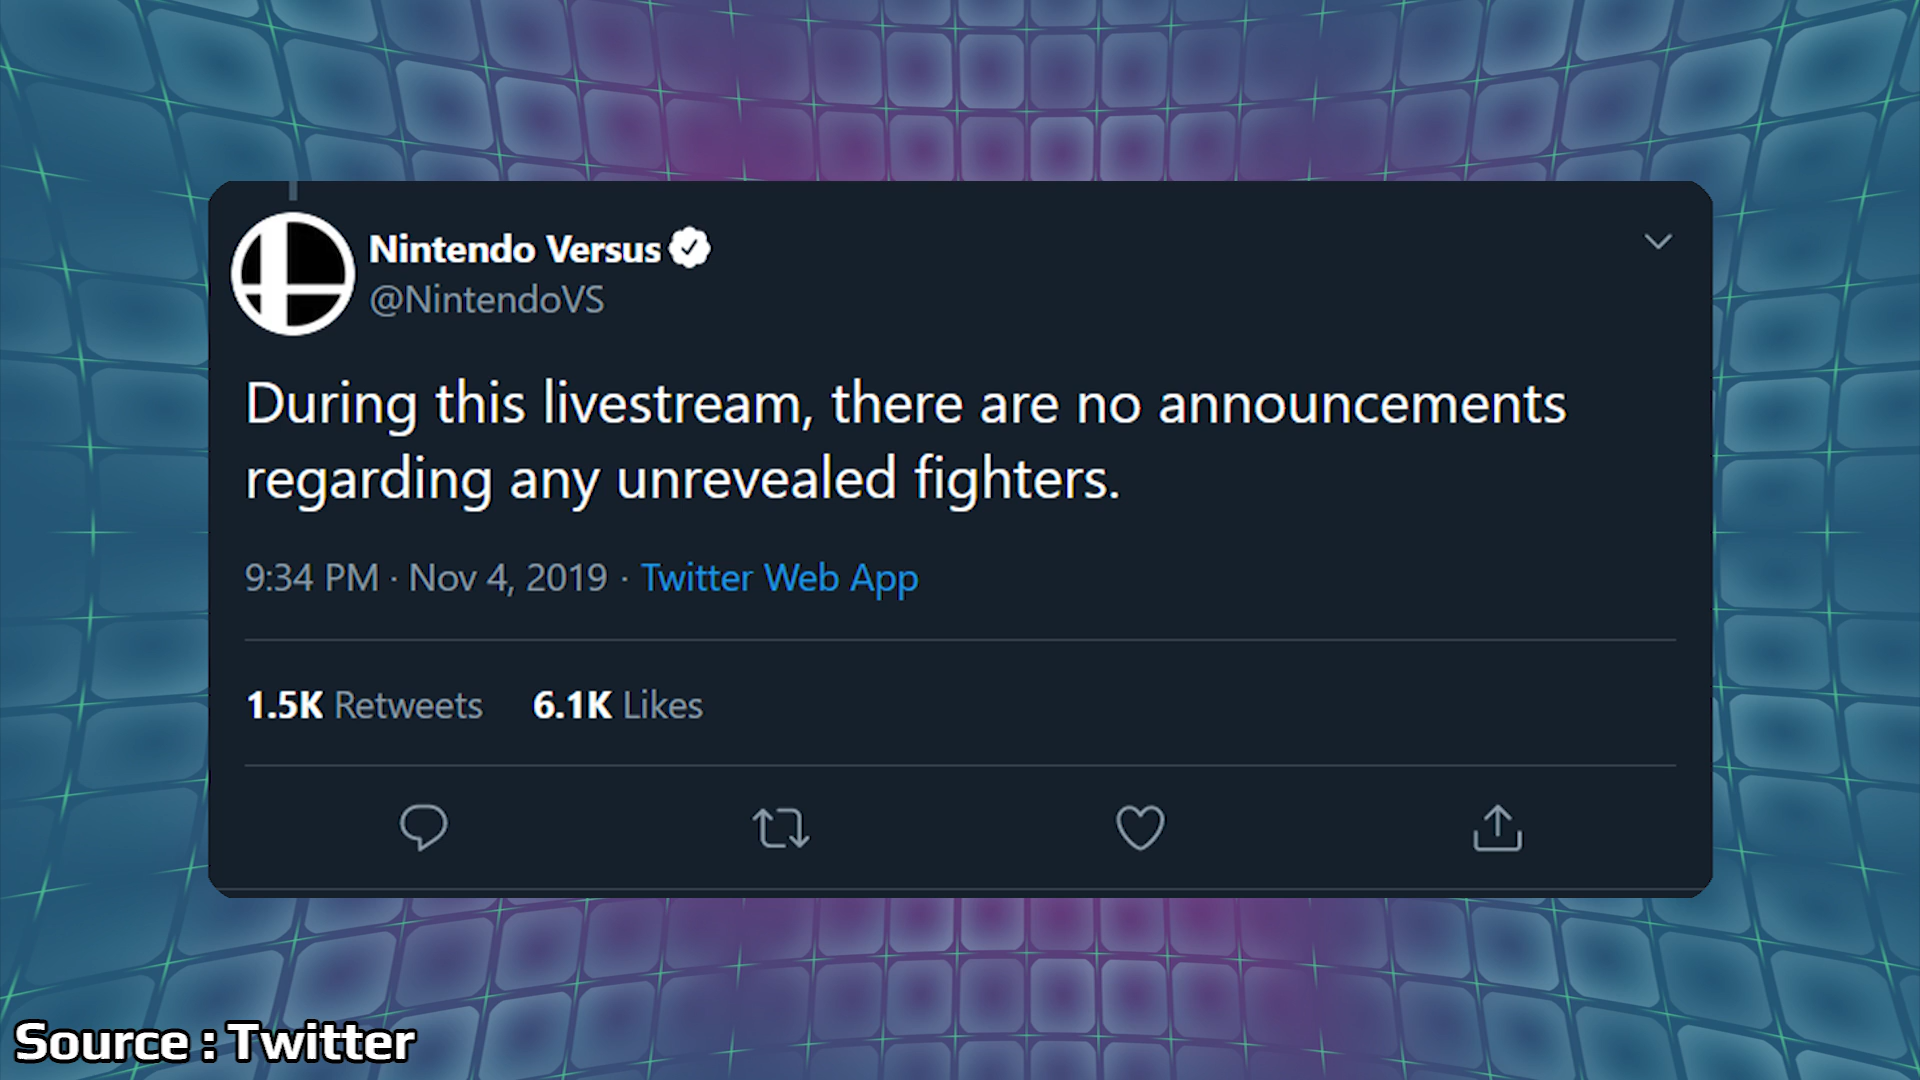 Nintendo Versus
@NintendoVS
During this livestream, there are no announcements
regarding any unrevealed fighters.
9:34 PM · Nov 4, 2019 · Twitter Web App
1.5K Retweets 6.1K Likes
Source : Twitter